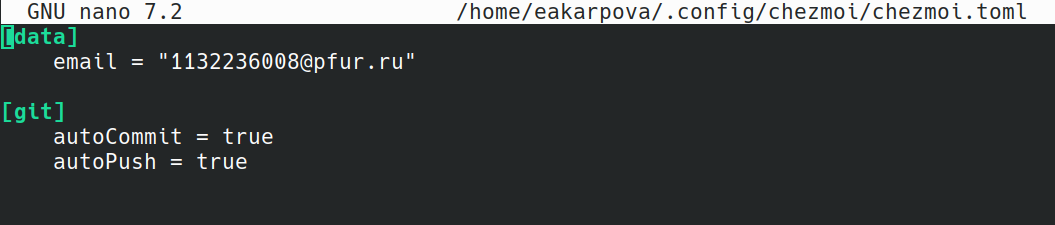 GNU nano 7.2 /home/eakarpova/.config/chezmoi/chezmoi.toml
[data]
email = "1132236008@pfur.ru"
[git]
autoCommit = true
autoPush = true